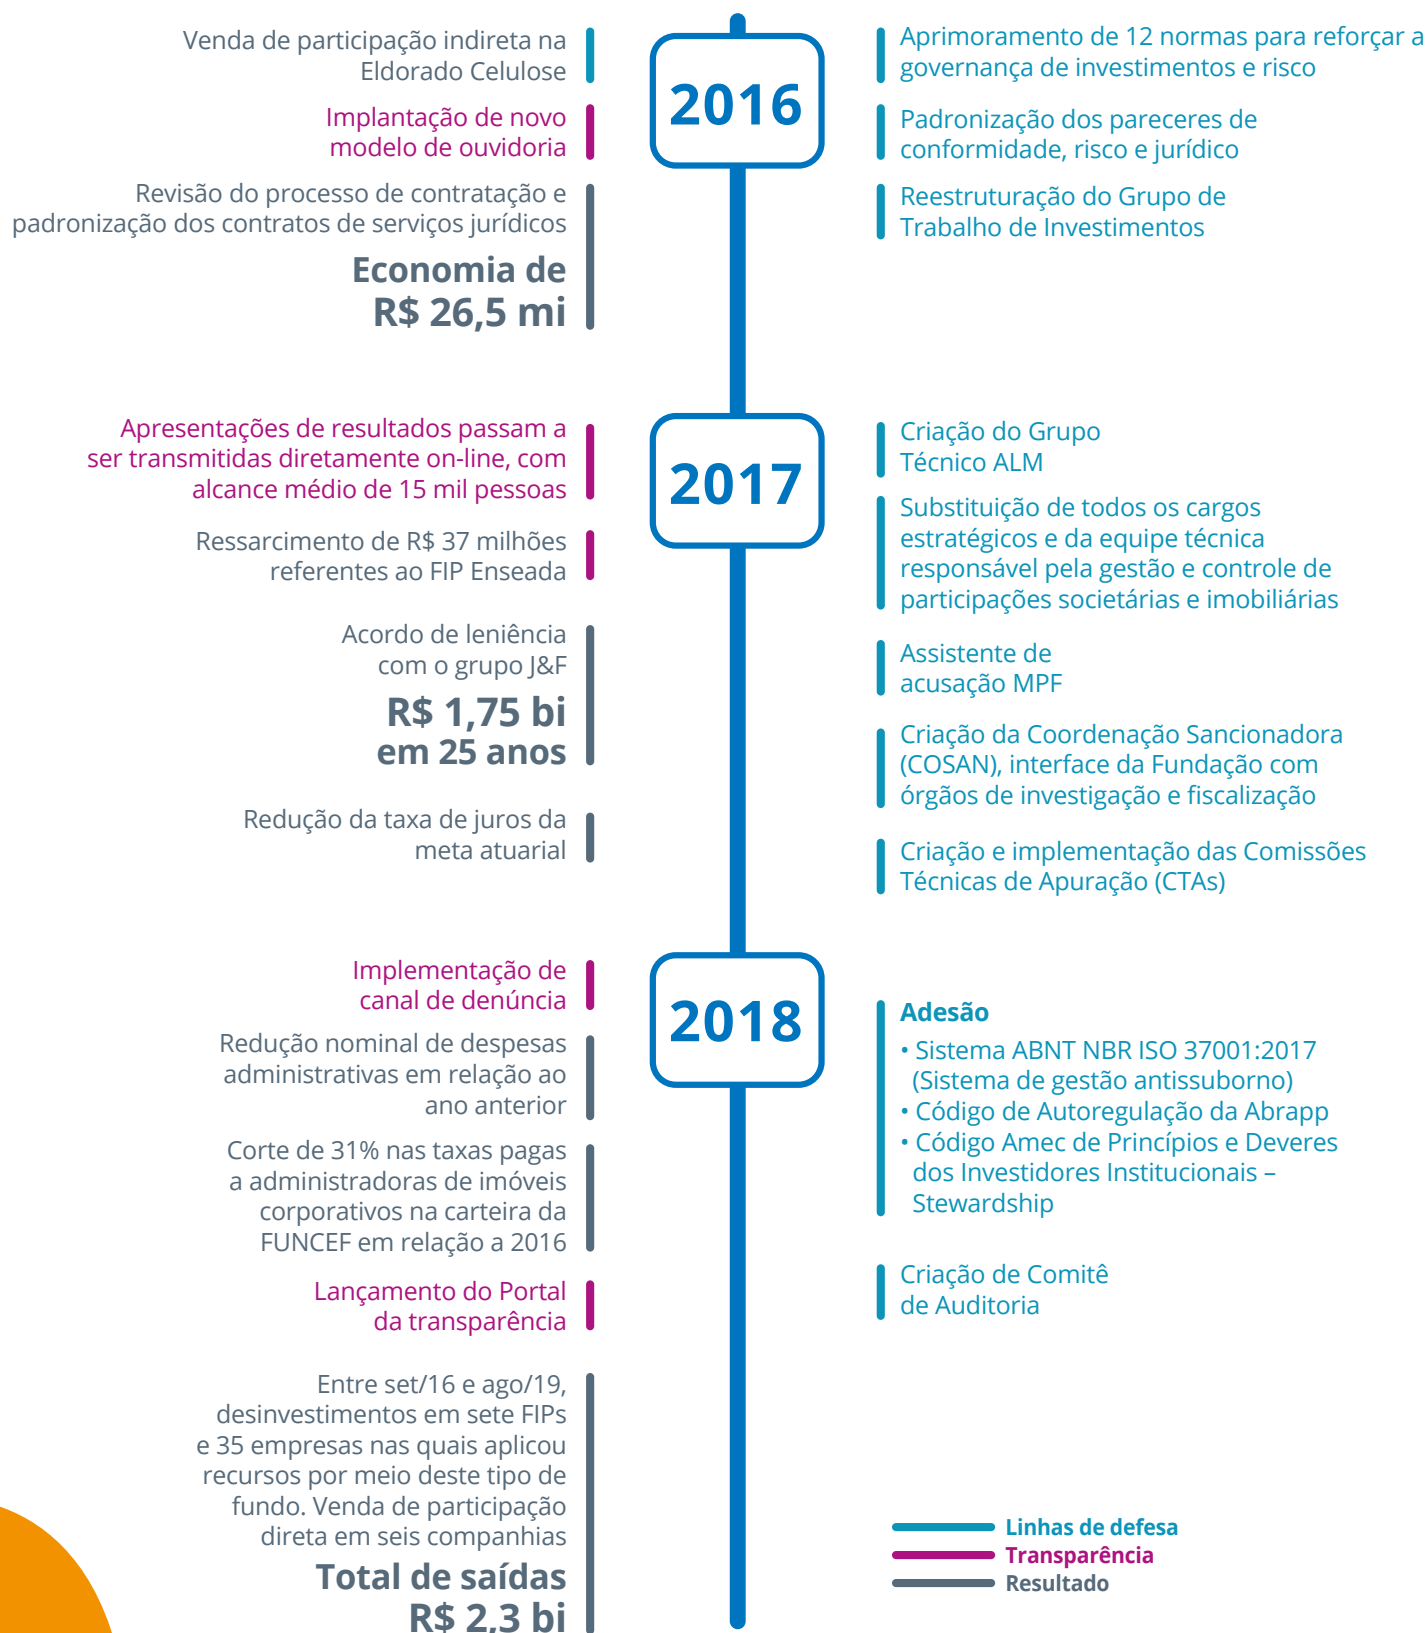 2016
Venda de participação indireta na
Eldorado Celulose
Implantação de novo
modelo de ouvidoria
Revisão do processo de contratação e
padronização dos contratos de serviços jurídicos
Economia de
R$ 26,5 mi
Aprimoramento de 12 normas para reforçar a
governança de investimentos e risco
Padronização dos pareceres de
conformidade, risco e jurídico
Reestruturação do Grupo de
Trabalho de Investimentos
2017
Apresentações de resultados passam a
ser transmitidas diretamente on-line, com
alcance médio de 15 mil pessoas
Ressarcimento de R$ 37 milhões
referentes ao FIP Enseada
Acordo de leniência
com o grupo J&F
R$ 1,75 bi
em 25 anos
Redução da taxa de juros da
meta atuarial
Criação do Grupo
Técnico ALM
Substituição de todos os cargos
estratégicos e da equipe técnica
responsável pela gestão e controle de
participações societárias e imobiliárias
Assistente de
acusação MPF
Criação da Coordenação Sancionadora
(COSAN), interface da Fundação com
órgãos de investigação e fiscalização
Criação e implementação das Comissões
Técnicas de Apuração (CTAs)
2018
Implementação de
canal de denúncia
Redução nominal de despesas
administrativas em relação ao
ano anterior
Corte de 31% nas taxas pagas
a administradoras de imóveis
corporativos na carteira da
FUNCEF em relação a 2016
Lançamento do Portal
da transparência
Entre set/16 e ago/19,
desinvestimentos em sete FIPs
e 35 empresas nas quais aplicou
recursos por meio deste tipo de
fundo. Venda de participação
direta em seis companhias
Total de saídas
R$ 2,3 bi
Adesão
• Sistema ABNT NBR ISO 37001:2017
(Sistema de gestão antissuborno)
• Código de Autoregulação da Abrapp
• Código Amec de Princípios e Deveres
dos Investidores Institucionais –
Stewardship
Criação de Comitê
de Auditoria
Linhas de defesa
Transparência
Resultado